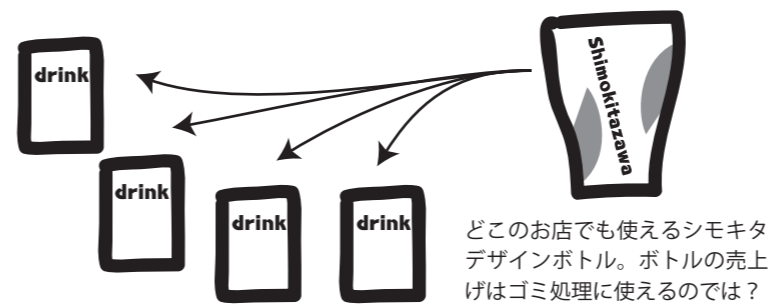 drink
drink
drink
drink
Shimokitazawa
どこのお店でも使えるシモキタ
デザインボトル。ボトルの売上
げはゴミ処理に使えるのでは？